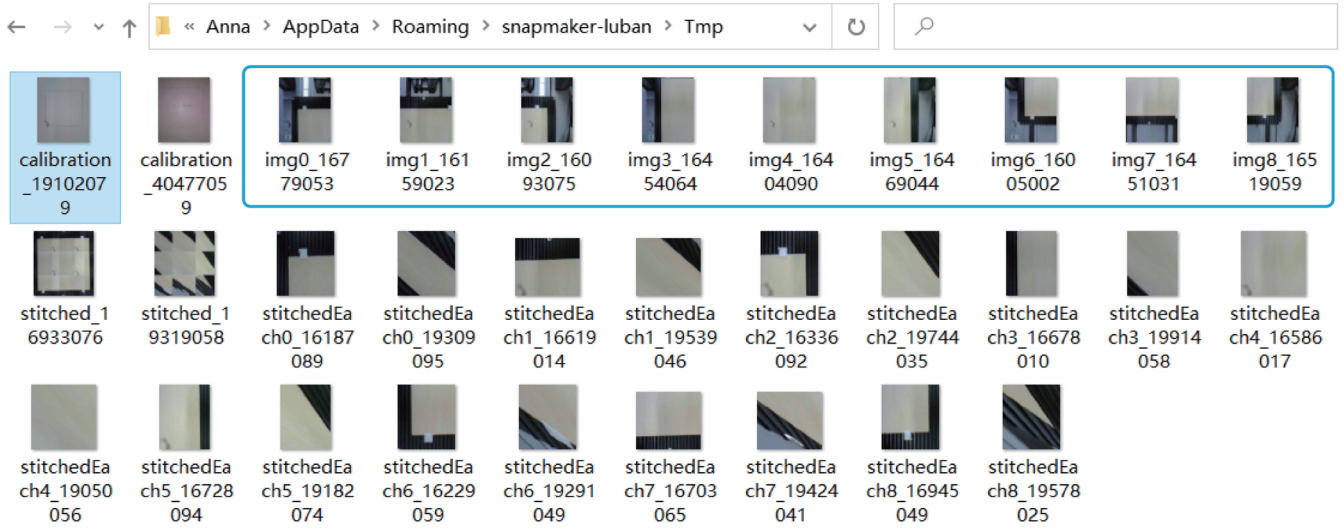 « Anna > AppData > Roaming > snapmaker-luban > Tmp
calibration
_1910207
9
calibration
_4047705
9
img0_167
79053
img1_161
59023
img2_160
93075
img3_164
54064
img4_164
04090
img5_164
69044
img6_160
05002
img7_164
51031
img8_165
19059
stitched_1
6933076
stitched_1
9319058
stitchedEa
ch0_16187
089
stitchedEa
ch0_19309
095
stitchedEa
ch1_16619
014
stitchedEa
ch1_19539
046
stitchedEa
ch2_16336
092
stitchedEa
ch2_19744
035
stitchedEa
ch3_16678
010
stitchedEa
ch3_19914
058
stitchedEa
ch4_16586
017
stitchedEa
ch4_19050
056
stitchedEa
ch5_16728
094
stitchedEa
ch5_19182
074
stitchedEa
ch6_16229
059
stitchedEa
ch6_19291
049
stitchedEa
ch7_16703
065
stitchedEa
ch7_19424
041
stitchedEa
ch8_16945
049
stitchedEa
ch8_19578
025